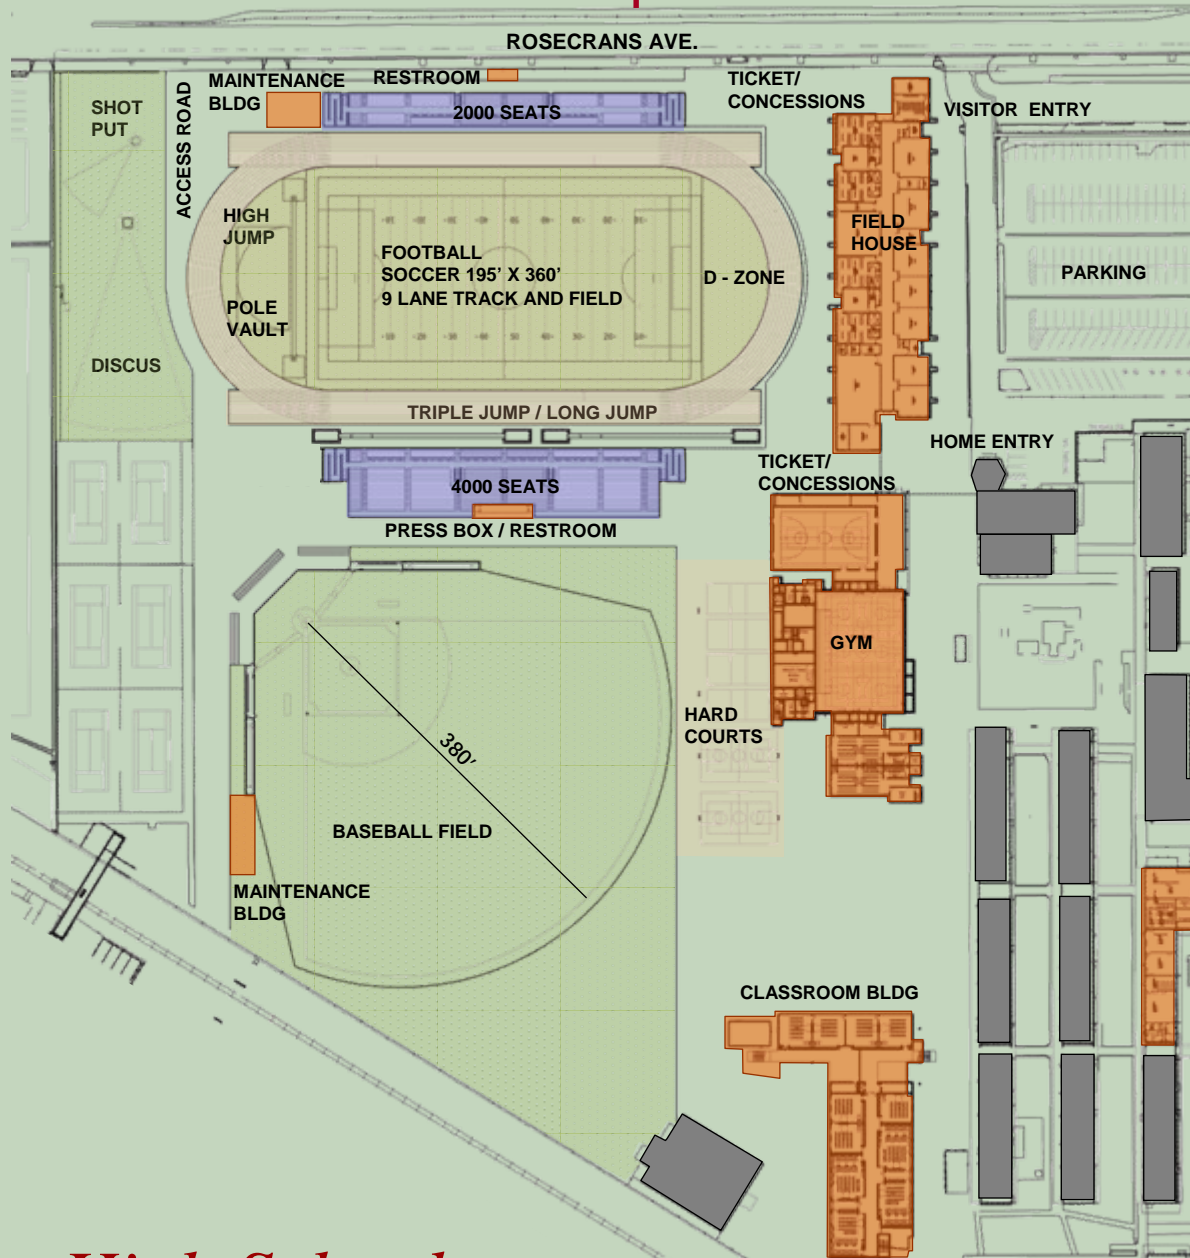 ROSECRANS AVE.
MAINTENANCE
BLDG
RESTROOM
TICKET/
CONCESSIONS
VISITOR ENTRY
SHOT
PUT
ACCESS ROAD
2000 SEATS
HIGH
JUMP
FOOTBALL
SOCCER 195' X 360'
9 LANE TRACK AND FIELD
D - ZONE
FIELD
HOUSE
PARKING
POLE
VAULT
DISCUS
TRIPLE JUMP / LONG JUMP
HOME ENTRY
TICKET/
CONCESSIONS
4000 SEATS
PRESS BOX / RESTROOM
GYM
HARD
COURTS
380'
BASEBALL FIELD
MAINTENANCE
BLDG
CLASSROOM BLDG
High School